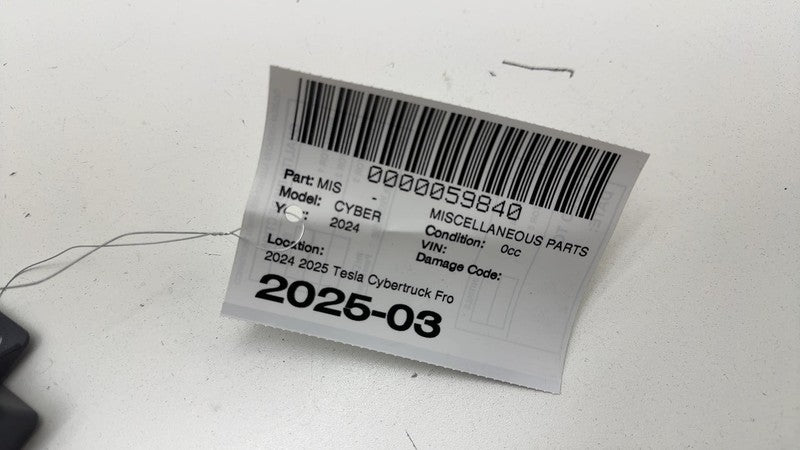 0000059840
Part: MIS - MISCELLANEOUS PARTS
Model: CYBER Condition: 0cc
Year: 2024 VIN:
Damage Code:
Location:
2024 2025 Tesla Cybertruck Fro
2025-03